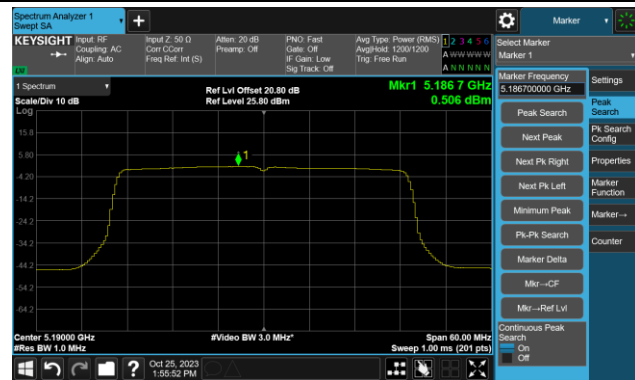 Spectrum Analyzer 1
Swept SA
+
Marker
KEYSIGHT
Input: RF
Coupling: AC
Align: Auto
Input Z: 50 Ω
Corr CCorr
Freq Ref: Int (S)
Atten: 20 dB
Preamp: Off
PNO: Fast
Gate: Off
IF Gain: Low
Sig Track: Off
Avg Type: Power (RMS)
Avg|Hold: 1200/1200
Trig: Free Run
1 2 3 4 5 6
A W W W W W
A N N N N N
LW
Select Marker
Marker 1
1 Spectrum
Scale/Div 10 dB
Log
Ref Lvl Offset 20.80 dB
Ref Level 25.80 dBm
Mkr1 5.186 7 GHz
0.506 dBm
15.8
5.80
-4.20
-14.2
-24.2
-34.2
-44.2
-54.2
-64.2
1
Center 5.19000 GHz
#Res BW 1.0 MHz
#Video BW 3.0 MHz*
Span 60.00 MHz
Sweep 1.00 ms (201 pts)
Marker Frequency
5.186700000 GHz
Peak Search
Next Peak
Next Pk Right
Next Pk Left
Minimum Peak
Pk-Pk Search
Marker Delta
Mkr→CF
Mkr→Ref Lvl
Continuous Peak
Search
On
Off
Settings
Peak
Search
Pk Search
Config
Properties
Marker
Function
Marker→
Counter
?
Oct 25, 2023
1:55:52 PM